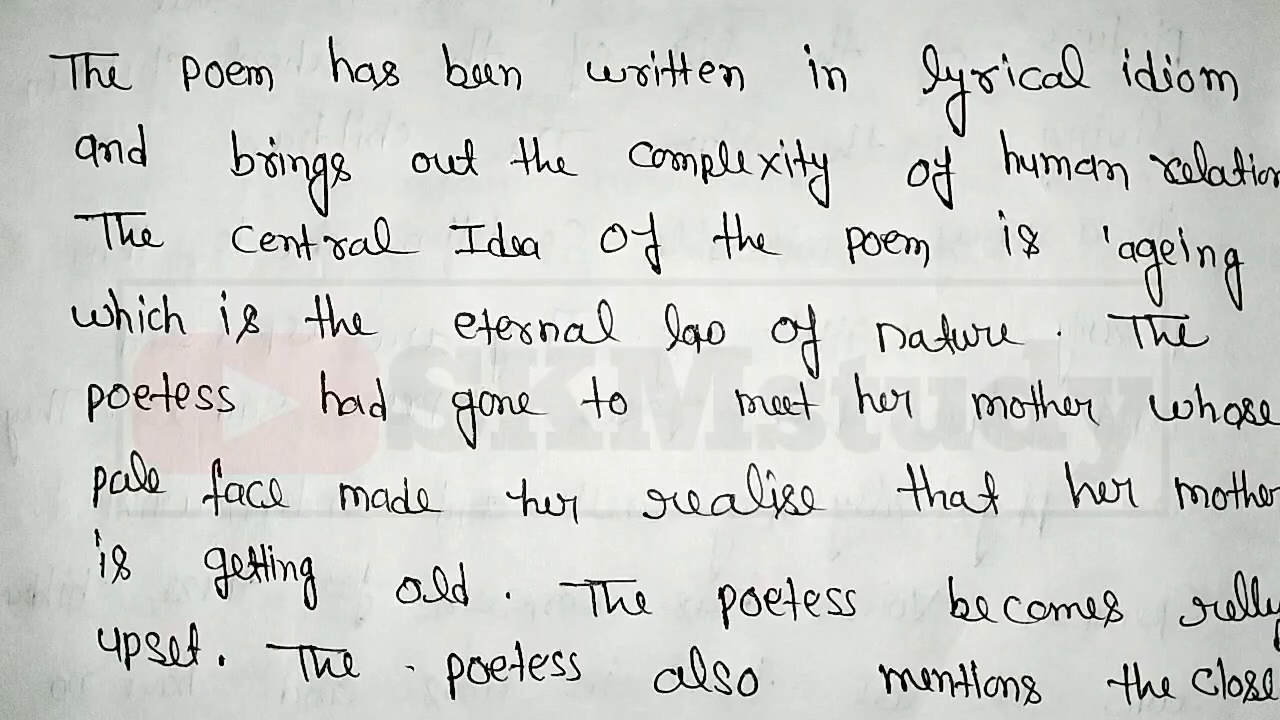 The poem has been written in lyrical idiom
and brings out the complexity of human relation
The central Idea of the poem is 'ageing
which is the eternal lao of nature. The
poetess had gone to meet her mother whose
pale face made her realise that her mother
is getting old. The poetess becomes relly
upset. The poetess also mentions the close
SKMstudy